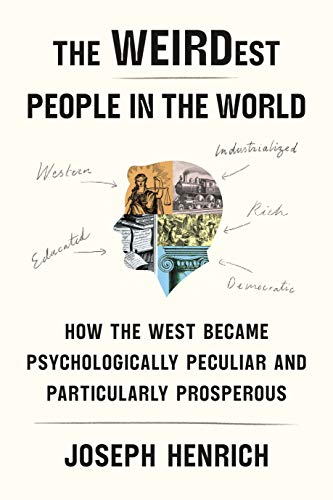 THE WEIRDest
PEOPLE IN THE WORLD
Western
Industrialized
Educated
Rich
Democratic
HOW THE WEST BECAME
PSYCHOLOGICALLY PECULIAR AND
PARTICULARLY PROSPEROUS
JOSEPH HENRICH